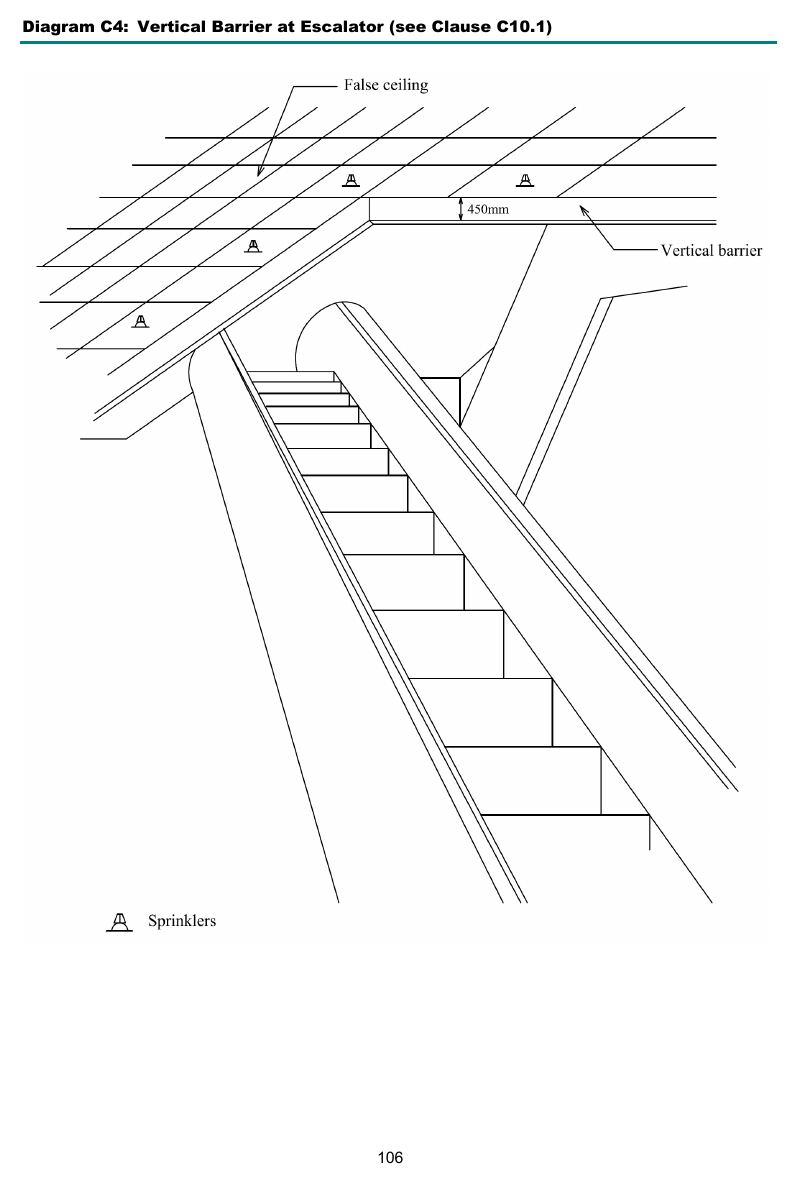 Diagram C4: Vertical Barrier at Escalator (see Clause C10.1)
False ceiling
450mm
Vertical barrier
Sprinklers
106